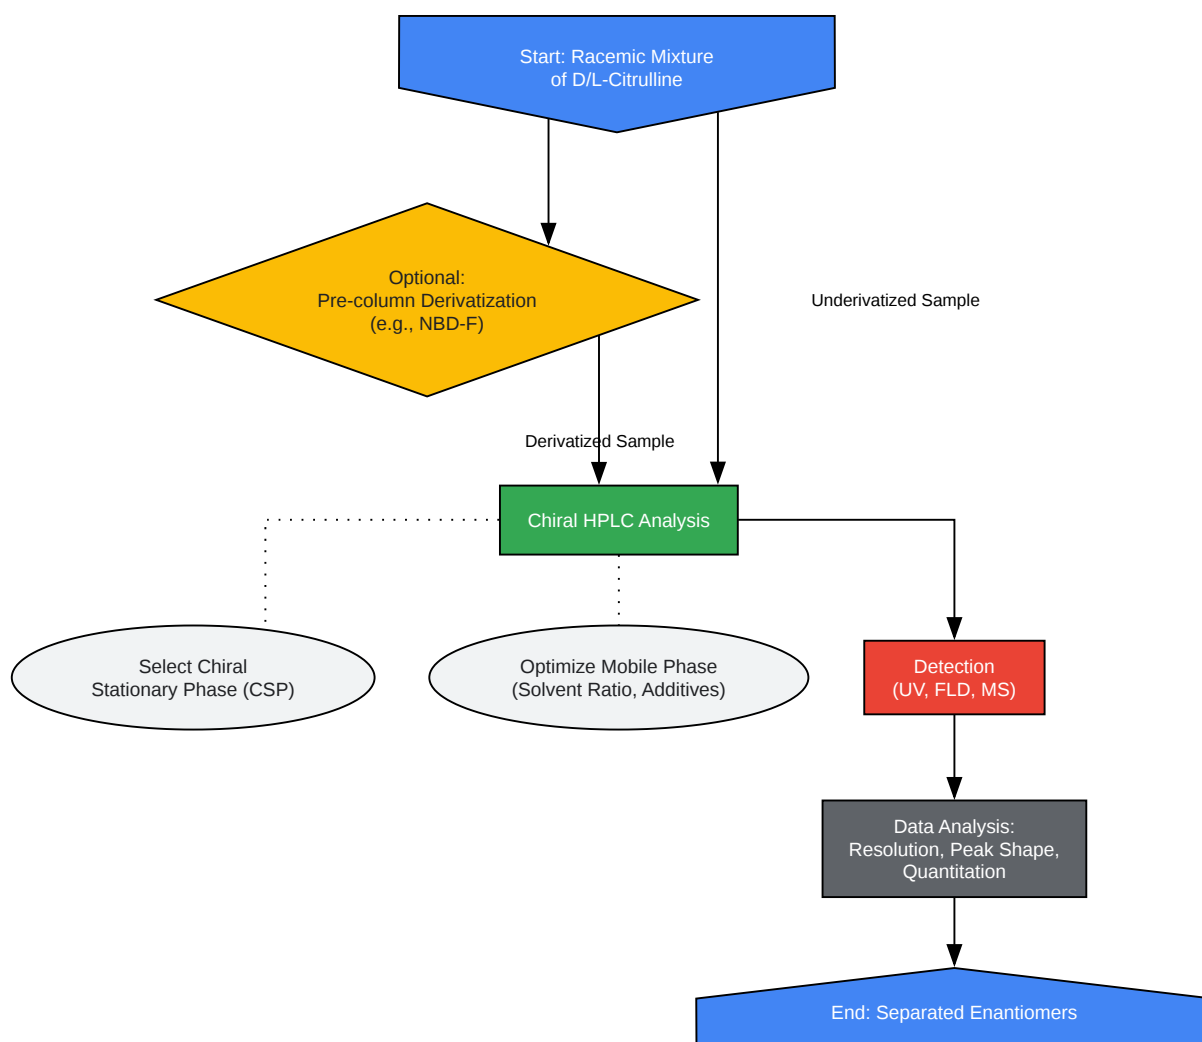 Start: Racemic Mixture
of D/L-Citrulline
Optional:
Pre-column Derivatization
(e.g., NBD-F)
Underivatized Sample
Derivatized Sample
Chiral HPLC Analysis
Select Chiral
Stationary Phase (CSP)
Optimize Mobile Phase
(Solvent Ratio, Additives)
Detection
(UV, FLD, MS)
Data Analysis:
Resolution, Peak Shape,
Quantitation
End: Separated Enantiomers